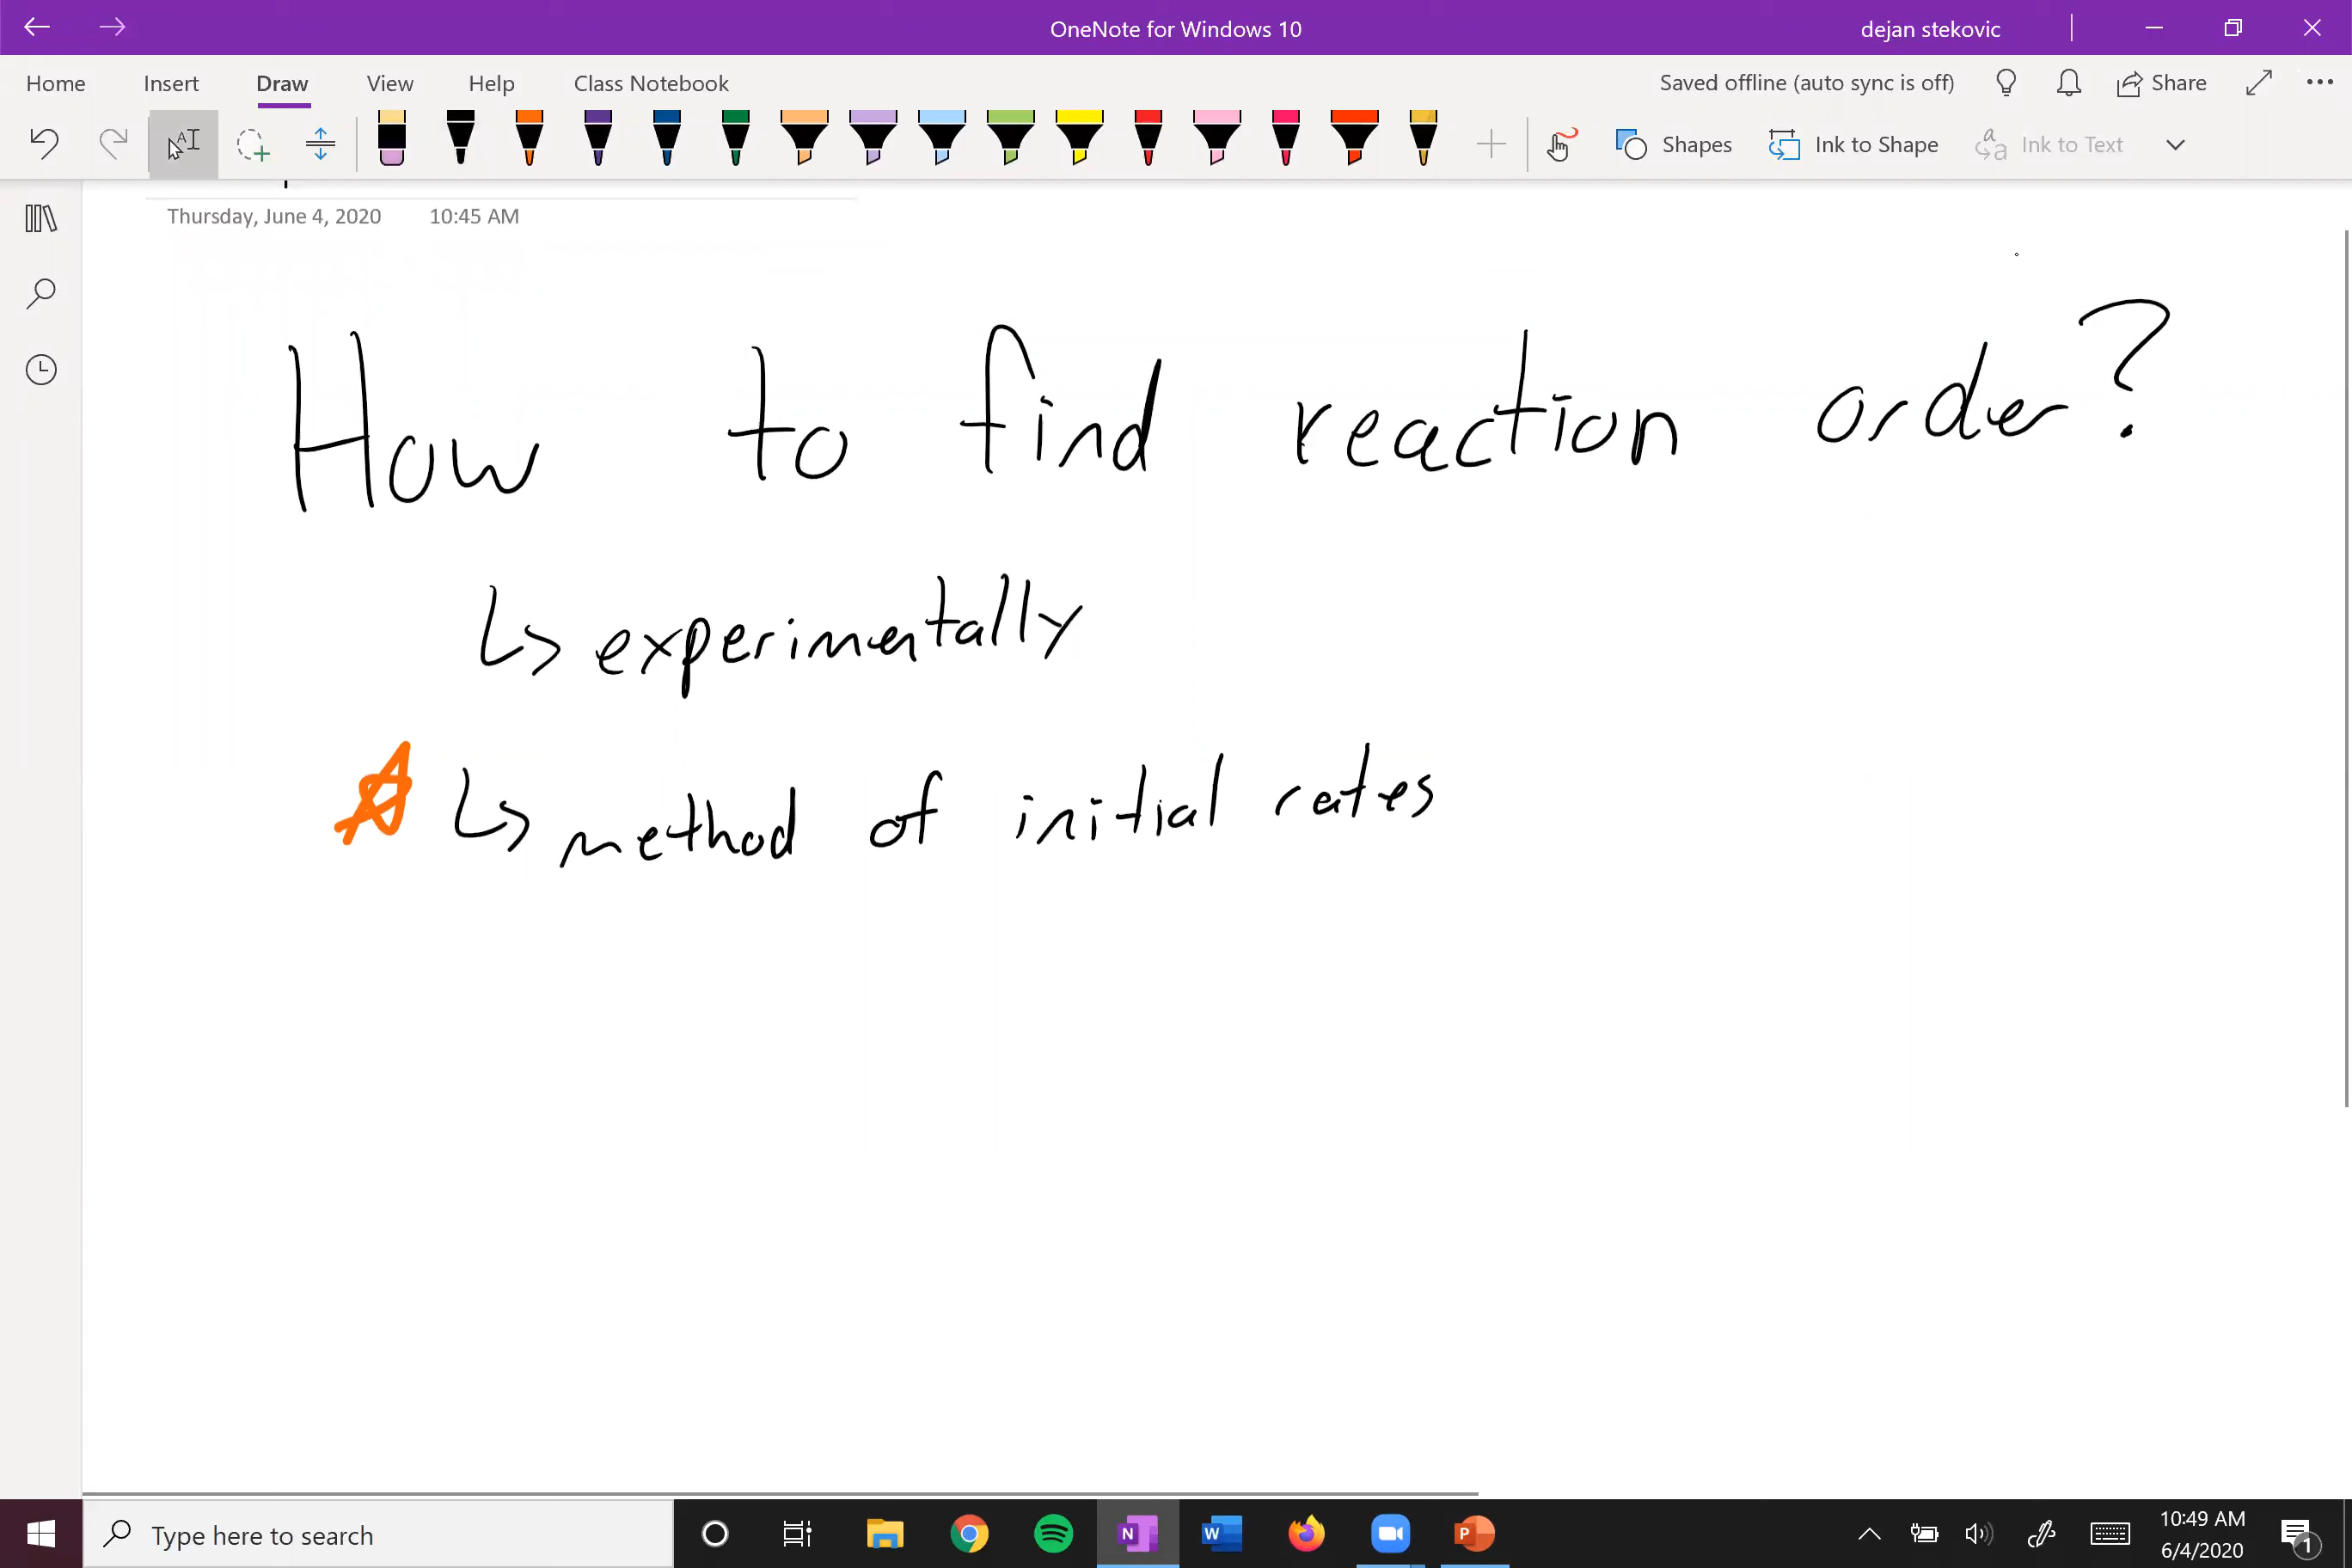 OneNote for Windows 10
dejan stekovic
Home Insert Draw View Help Class Notebook
Saved offline (auto sync is off)
Share
Shapes
Ink to Shape
Ink to Text
Thursday, June 4, 2020 10:45 AM
How to find reaction order?
↳ experimentally
☆ ↳ method of initial rates
Type here to search
10:49 AM
6/4/2020
1